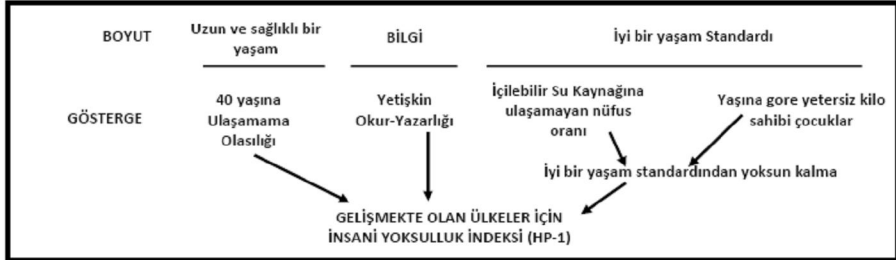 BOYUT
Uzun ve sağlıklı bir
yaşam
BİLGİ
İyi bir yaşam Standardı
GÖSTERGE
40 yaşına
Ulaşamama
Olasılığı
Yetişkin
Okur-Yazarlığı
İçilebilir Su Kaynağına
ulaşamayan nüfus
oranı
Yaşına gore yetersiz kilo
sahibi çocuklar
İyi bir yaşam standardından yoksun kalma
GELİŞMEKTE OLAN ÜLKELER İÇİN
İNSANİ YOKSULLUK İNDEKSİ (HP-1)